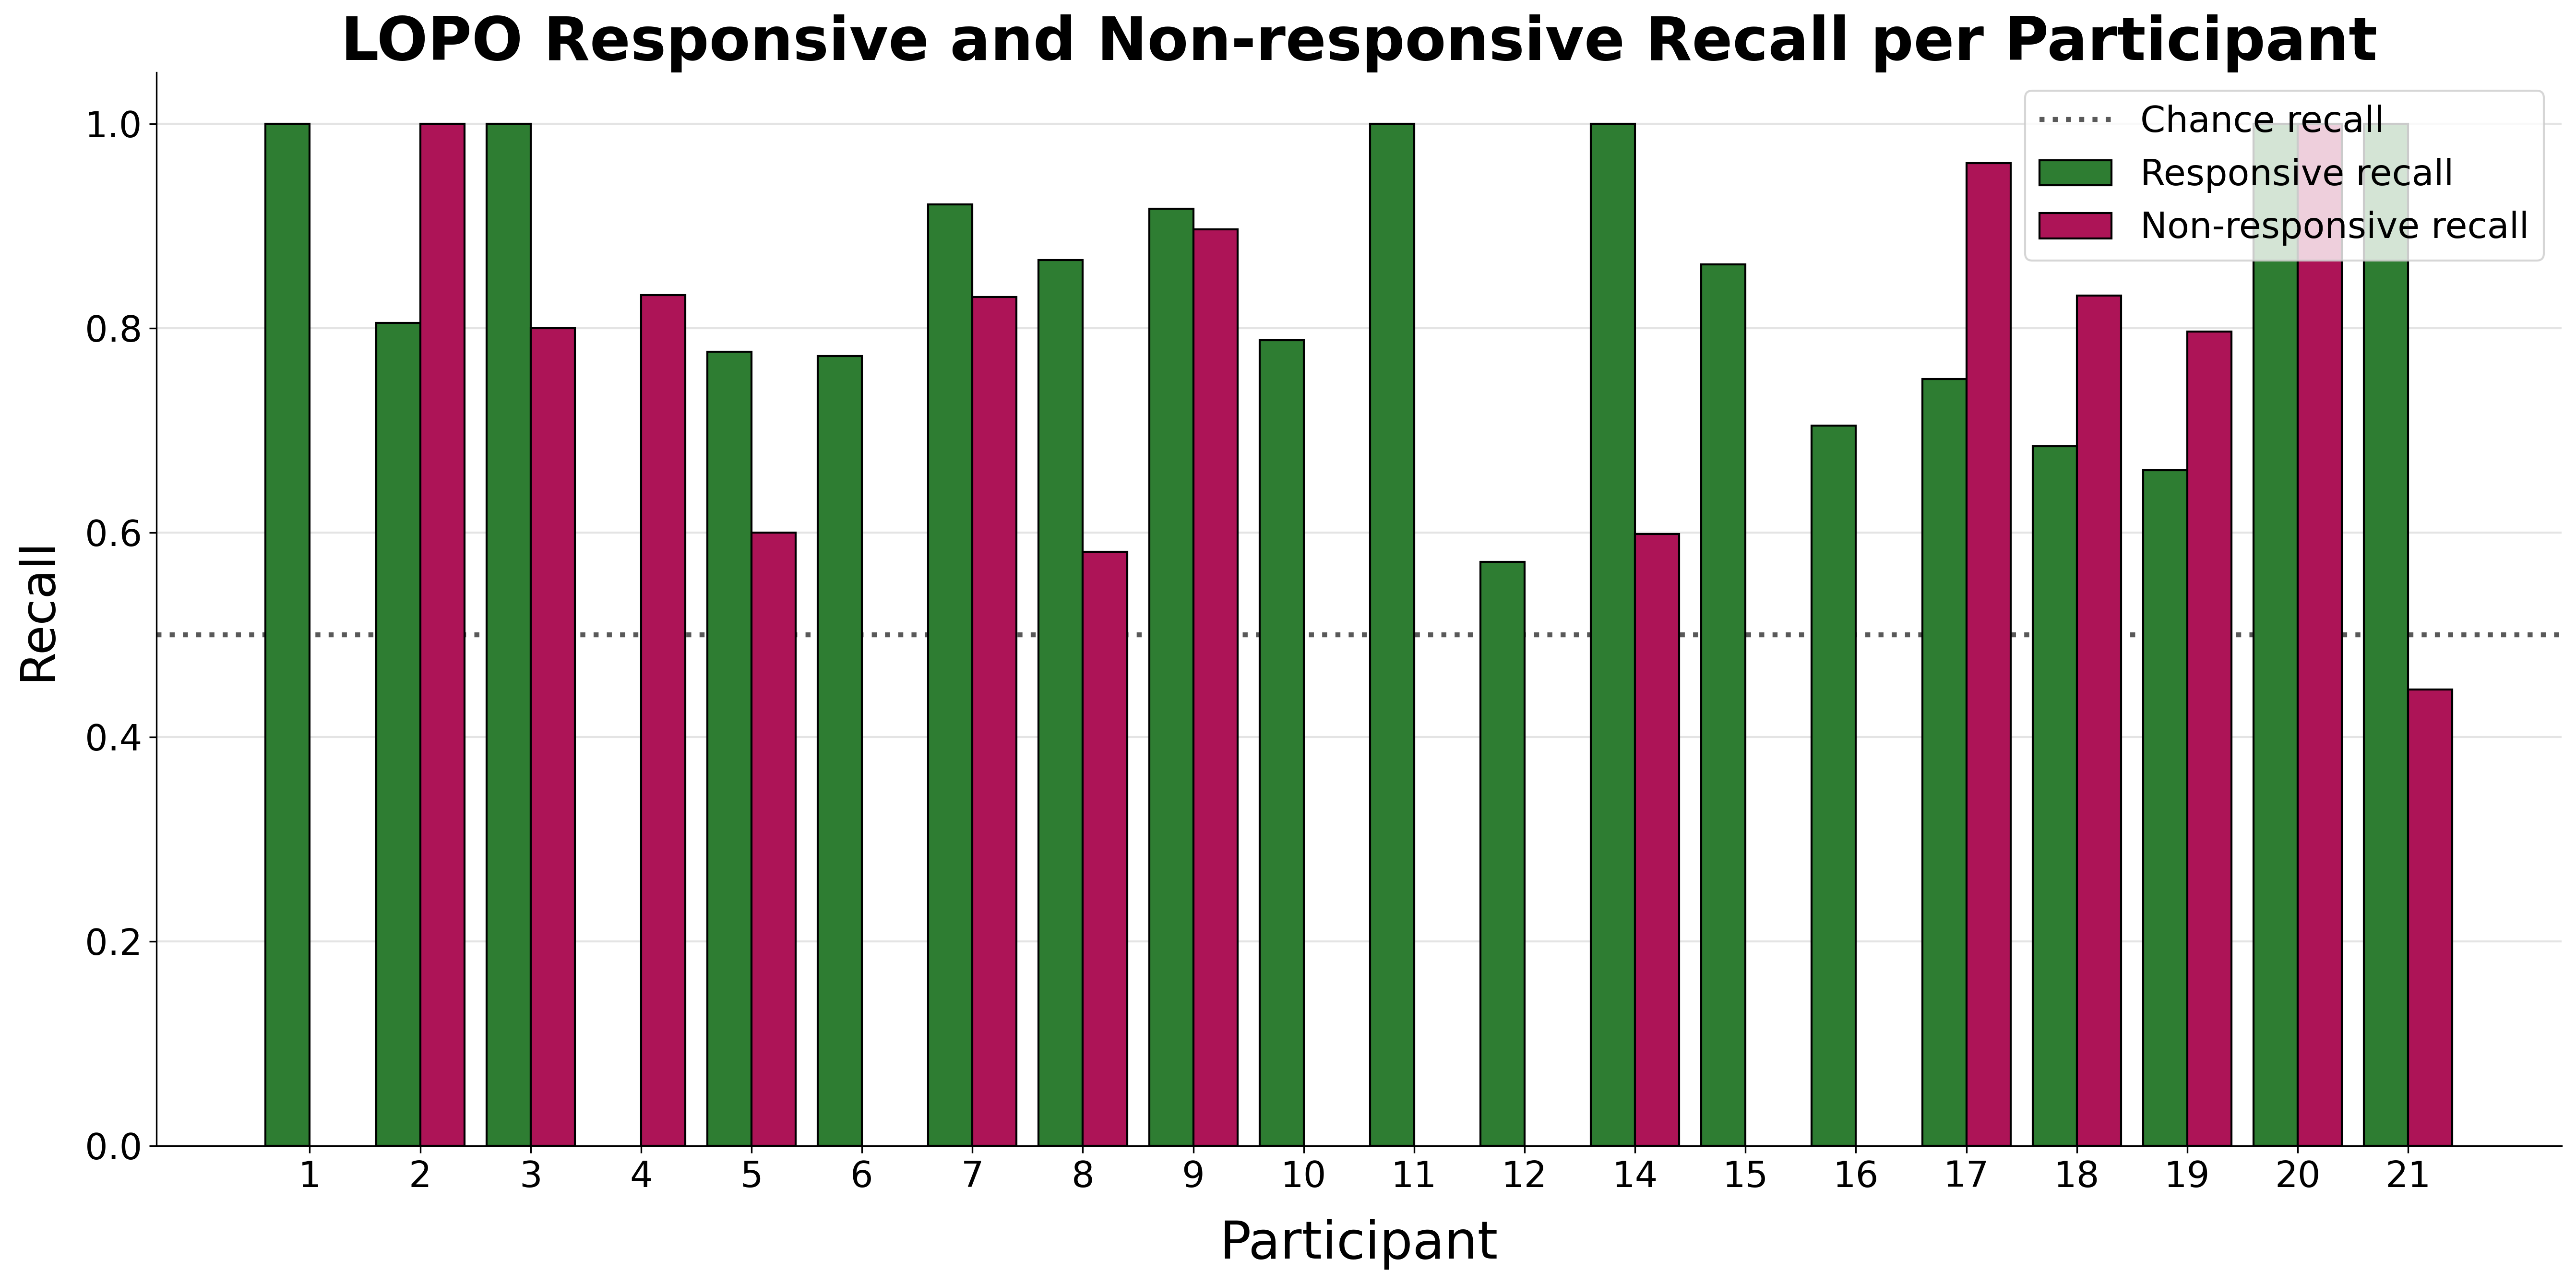 LOPO Responsive and Non-responsive Recall per Participant
Chance recall
Responsive recall
Non-responsive recall
Recall
1.0
0.8
0.6
0.4
0.2
0.0
1 2 3 4 5 6 7 8 9 10 11 12 14 15 16 17 18 19 20 21
Participant